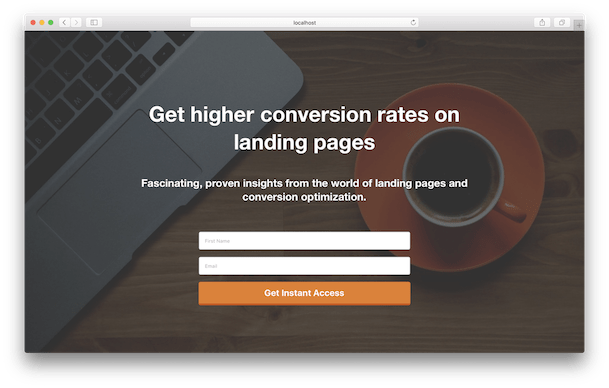 localhost
Get higher conversion rates on
landing pages
Fascinating, proven insights from the world of landing pages and
conversion optimization.
First Name
Email
Get Instant Access